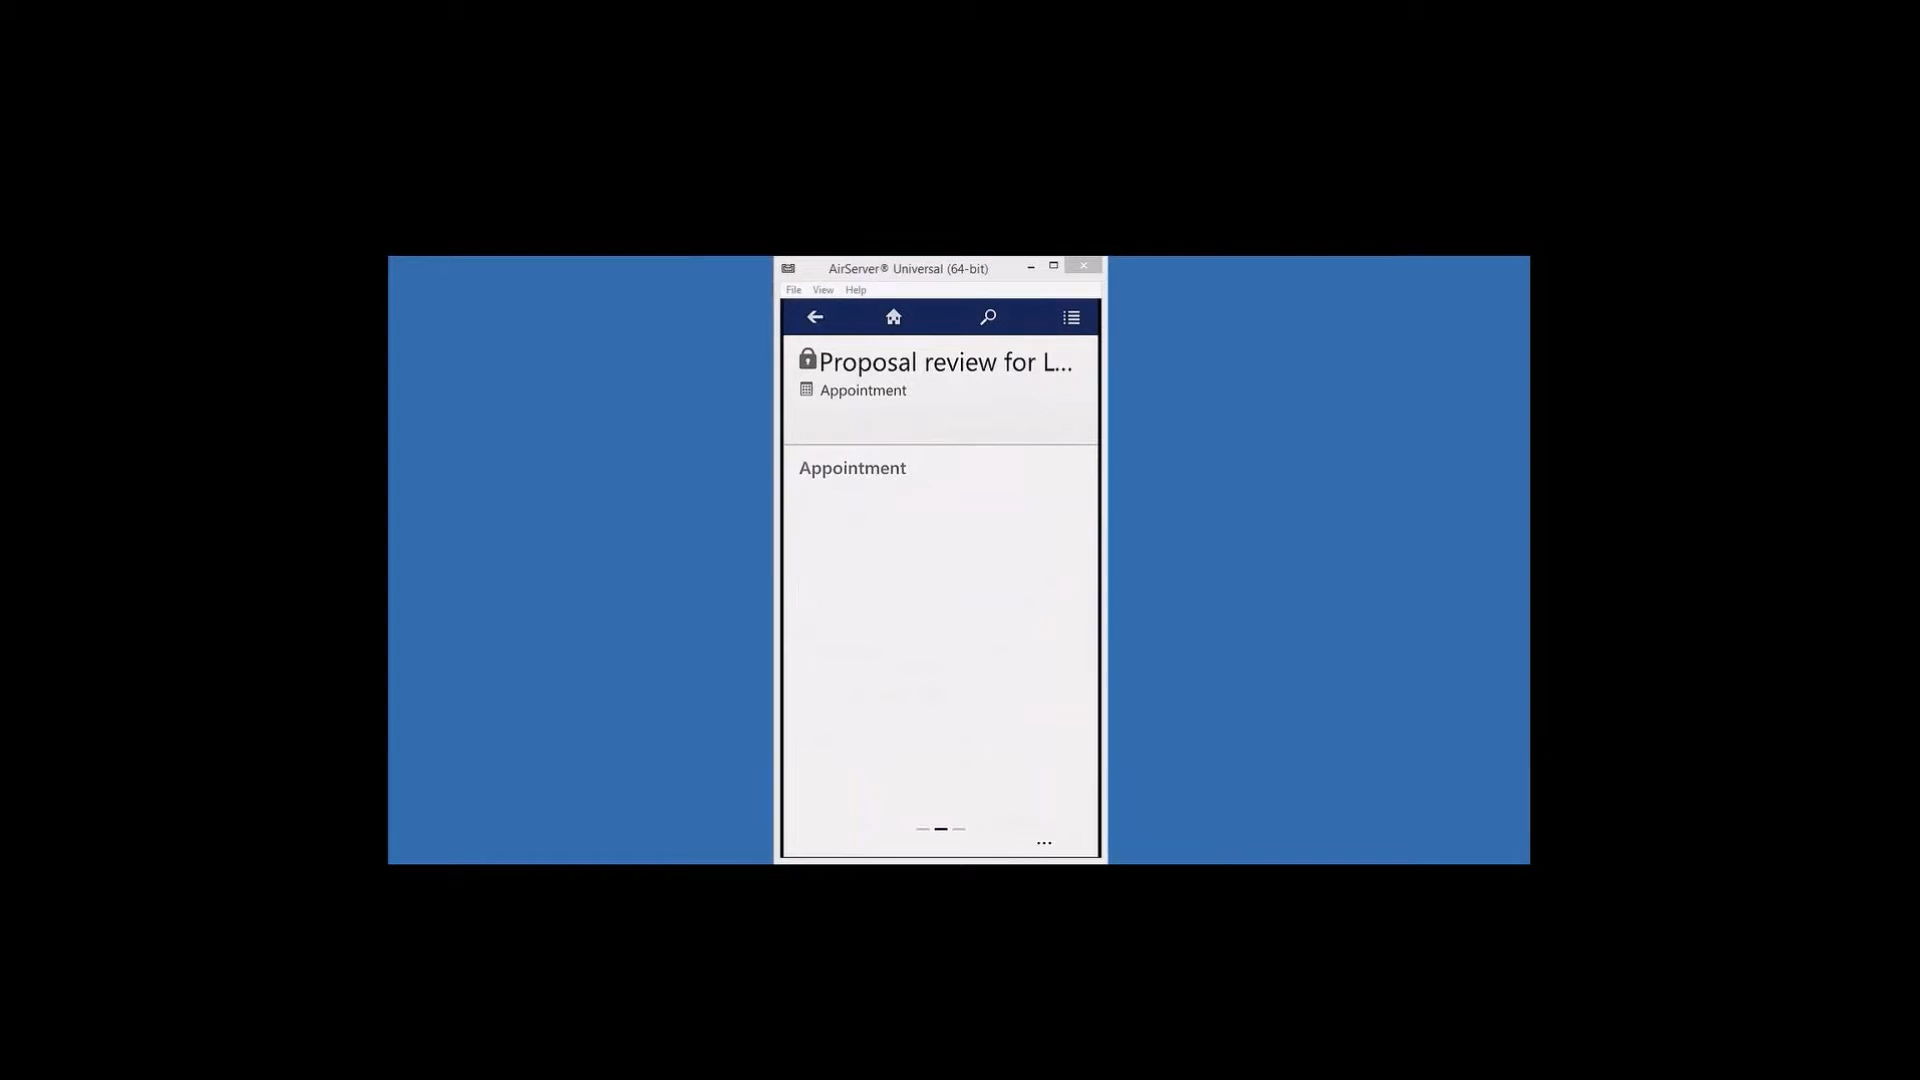 AirServer® Universal (64-bit)
File View Help
Proposal review for L...
Appointment
Appointment
...